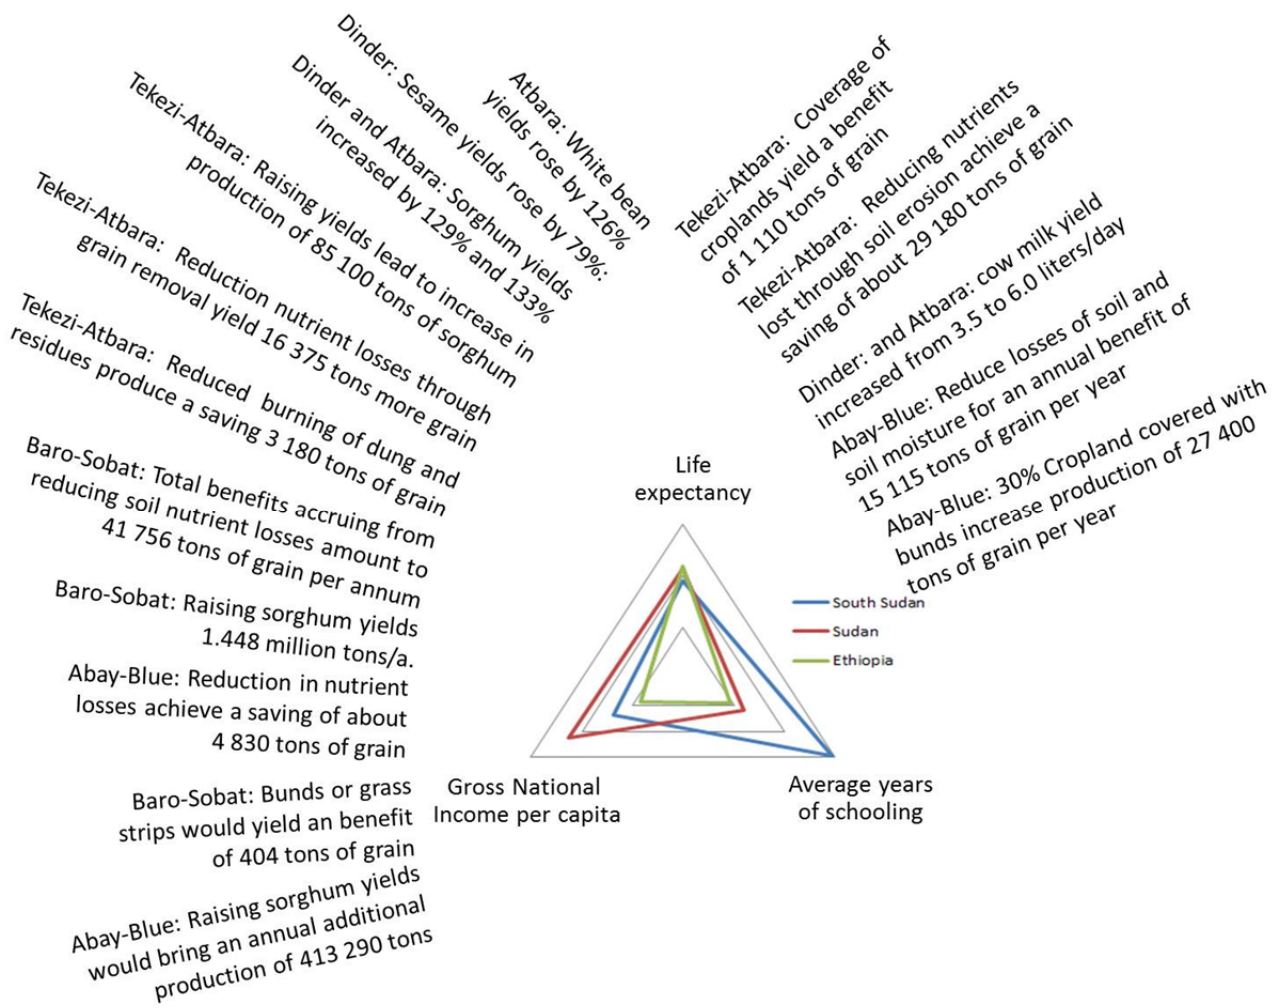 Atbara: White bean
yields rose by 126%
Dinder: Sesame yields rose by 79%:
Dinder and Atbara: Sorghum yields
increased by 129% and 133%
Tekezi-Atbara: Raising yields lead to increase in
production of 85 100 tons of sorghum
Tekezi-Atbara: Reduction nutrient losses through
grain removal yield 16 375 tons more grain
Tekezi-Atbara: Reduced burning of dung and
residues produce a saving 3 180 tons of grain
Baro-Sobat: Total benefits accruing from
reducing soil nutrient losses amount to
41 756 tons of grain per annum
Baro-Sobat: Raising sorghum yields
1.448 million tons/a.
Abay-Blue: Reduction in nutrient
losses achieve a saving of about
4 830 tons of grain
Baro-Sobat: Bunds or grass
strips would yield an benefit
of 404 tons of grain
Abay-Blue: Raising sorghum yields
would bring an annual additional
production of 413 290 tons
Tekezi-Atbara: Coverage of
croplands yield a benefit
of 1 110 tons of grain
Tekezi-Atbara: Reducing nutrients
lost through soil erosion achieve a
saving of about 29 180 tons of grain
Dinder: and Atbara: cow milk yield
increased from 3.5 to 6.0 liters/day
Abay-Blue: Reduce losses of soil and
soil moisture for an annual benefit of
15 115 tons of grain per year
Abay-Blue: 30% Cropland covered with
bunds increase production of 27 400
tons of grain per year
Life
expectancy
South Sudan
Sudan
Ethiopia
Gross National
Income per capita
Average years
of schooling